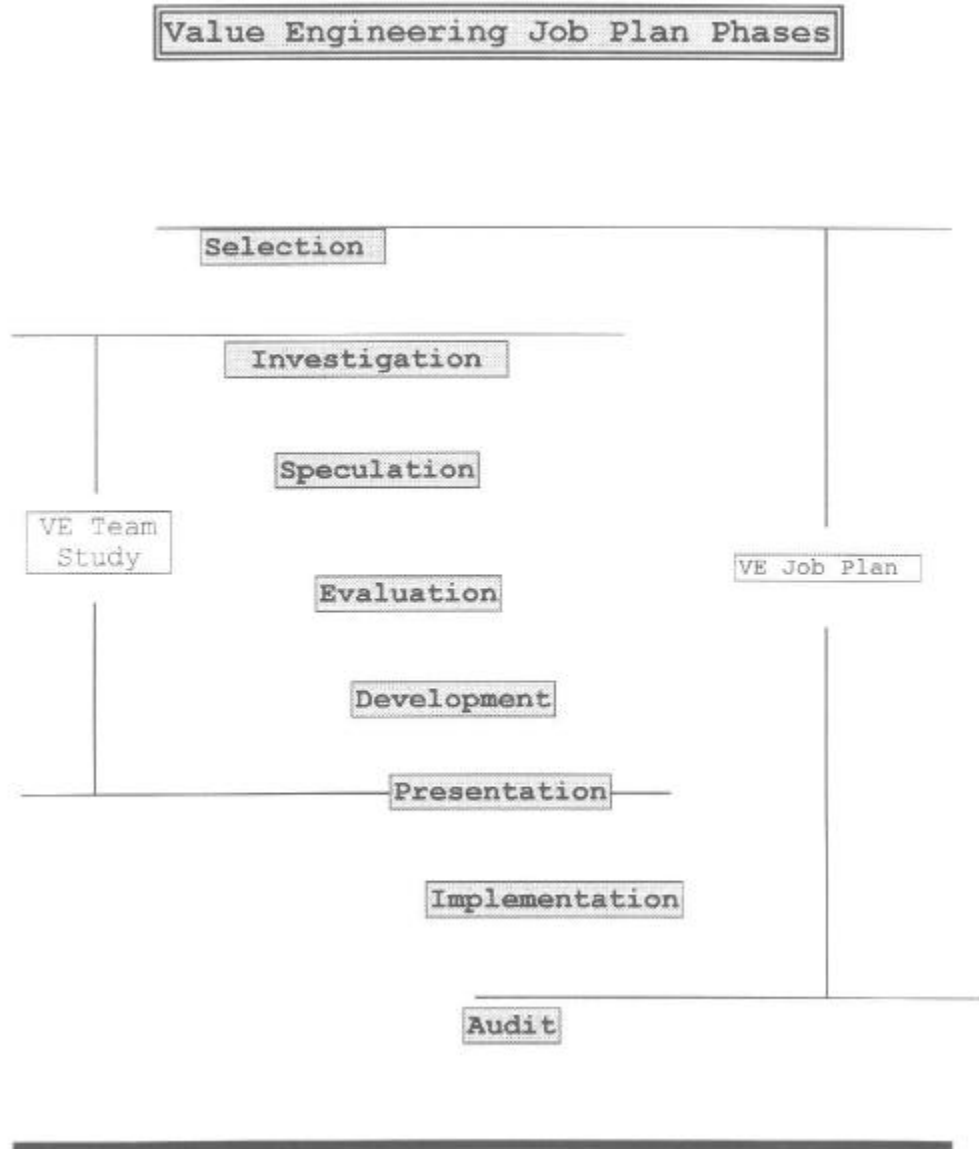 Value Engineering Job Plan Phases
Selection
Investigation
Speculation
VE Team
Study
VE Job Plan
Evaluation
Development
Presentation
Implementation
Audit